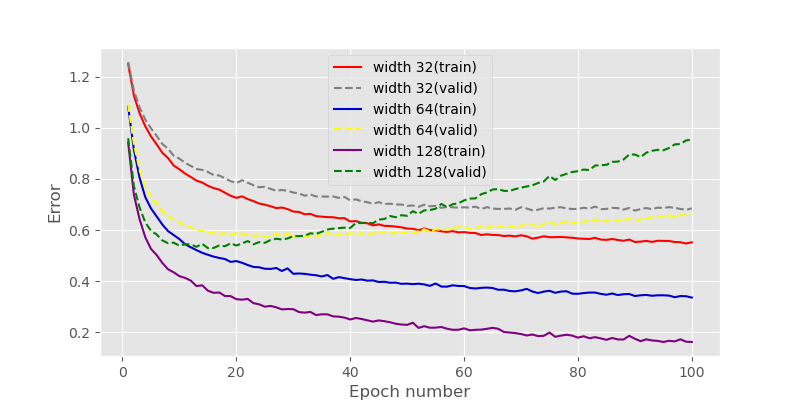 width 32(train)
width 32(valid)
width 64(train)
width 64(valid)
width 128(train)
width 128(valid)
Error
1.2
1.0
0.8
0.6
0.4
0.2
0 20 40 60 80 100
Epoch number